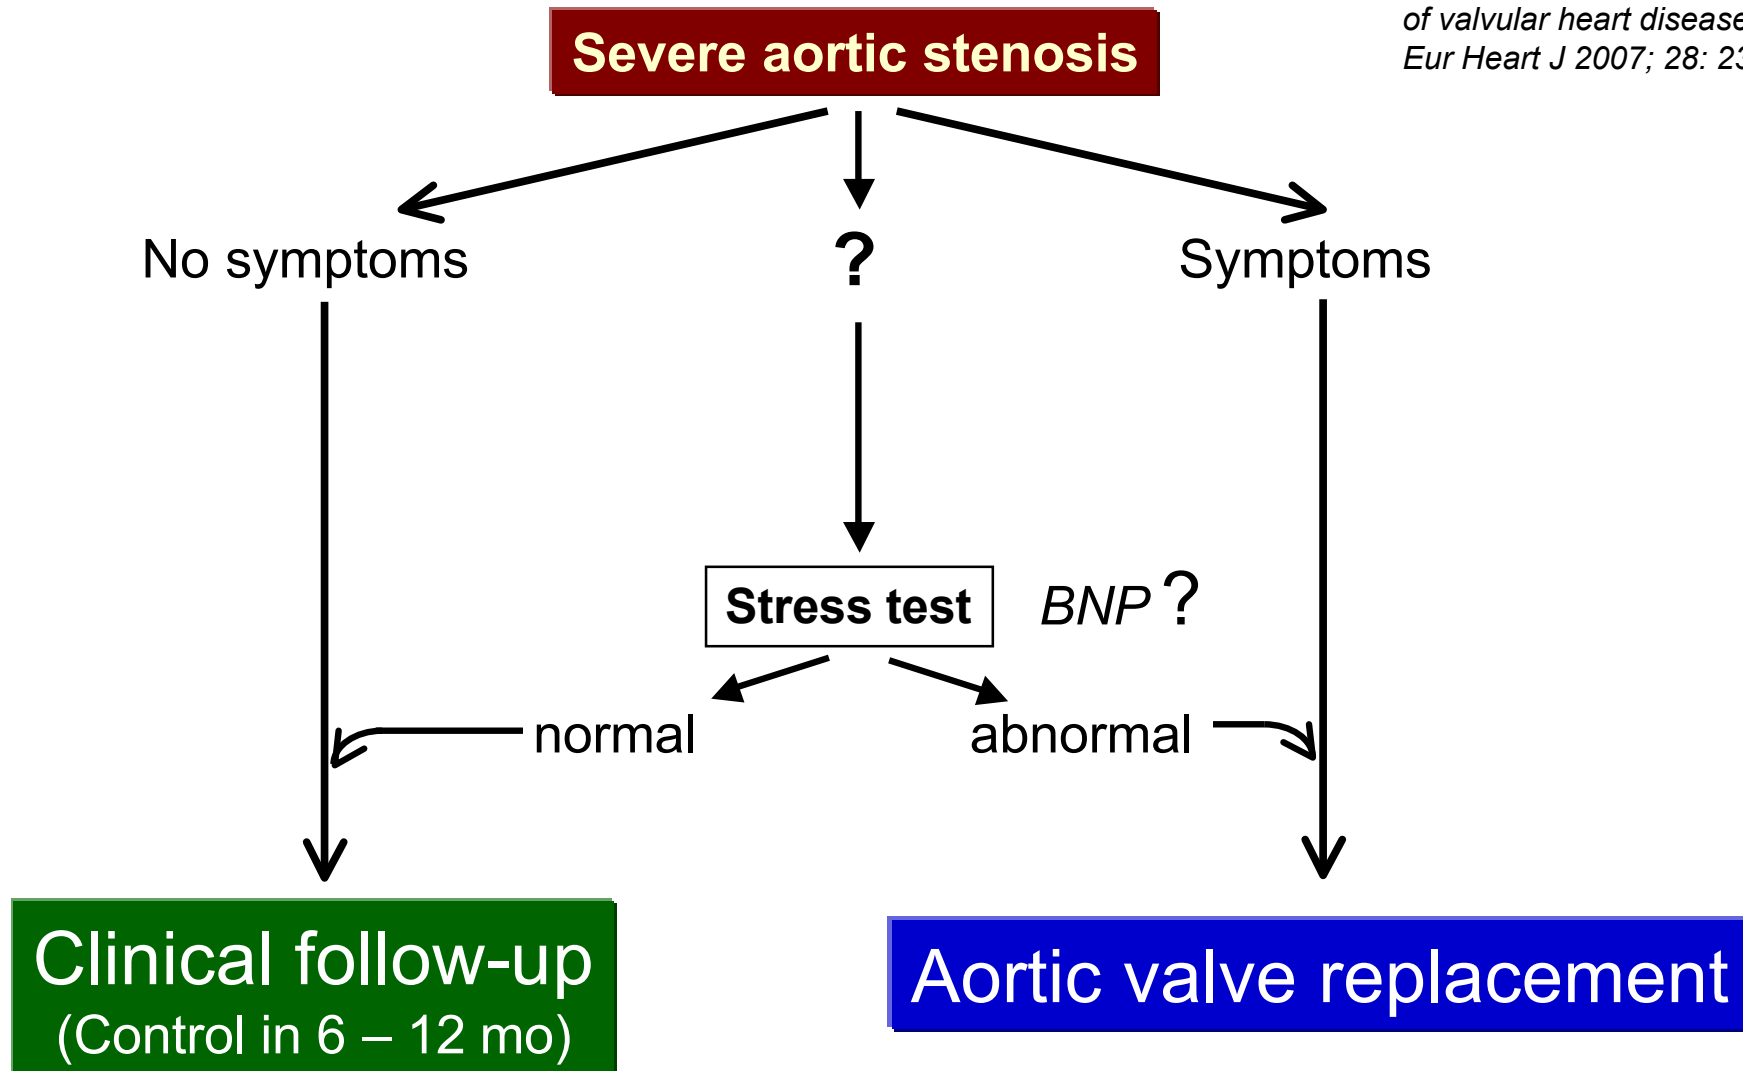 of valvular heart disease
Eur Heart J 2007; 28:
Severe aortic stenosis
No symptoms
?
Symptoms
Stress test
BNP ?
normal
abnormal
Clinical follow-up
(Control in 6 – 12 mo)
Aortic valve replacement